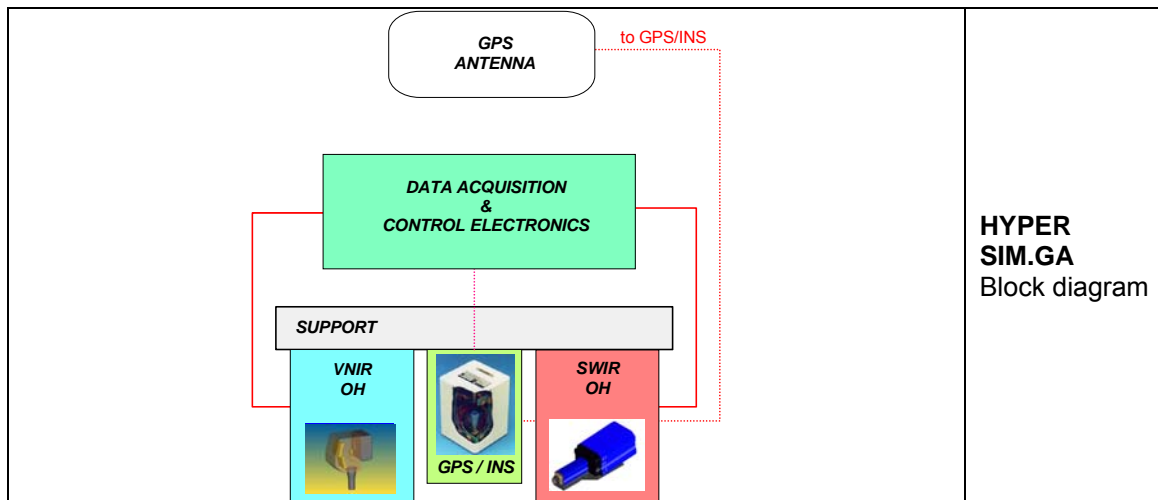 GPS
ANTENNA
to GPS/INS
DATA ACQUISITION
&
CONTROL ELECTRONICS
SUPPORT
VNIR
OH
GPS / INS
SWIR
OH
HYPER
SIM.GA
Block diagram